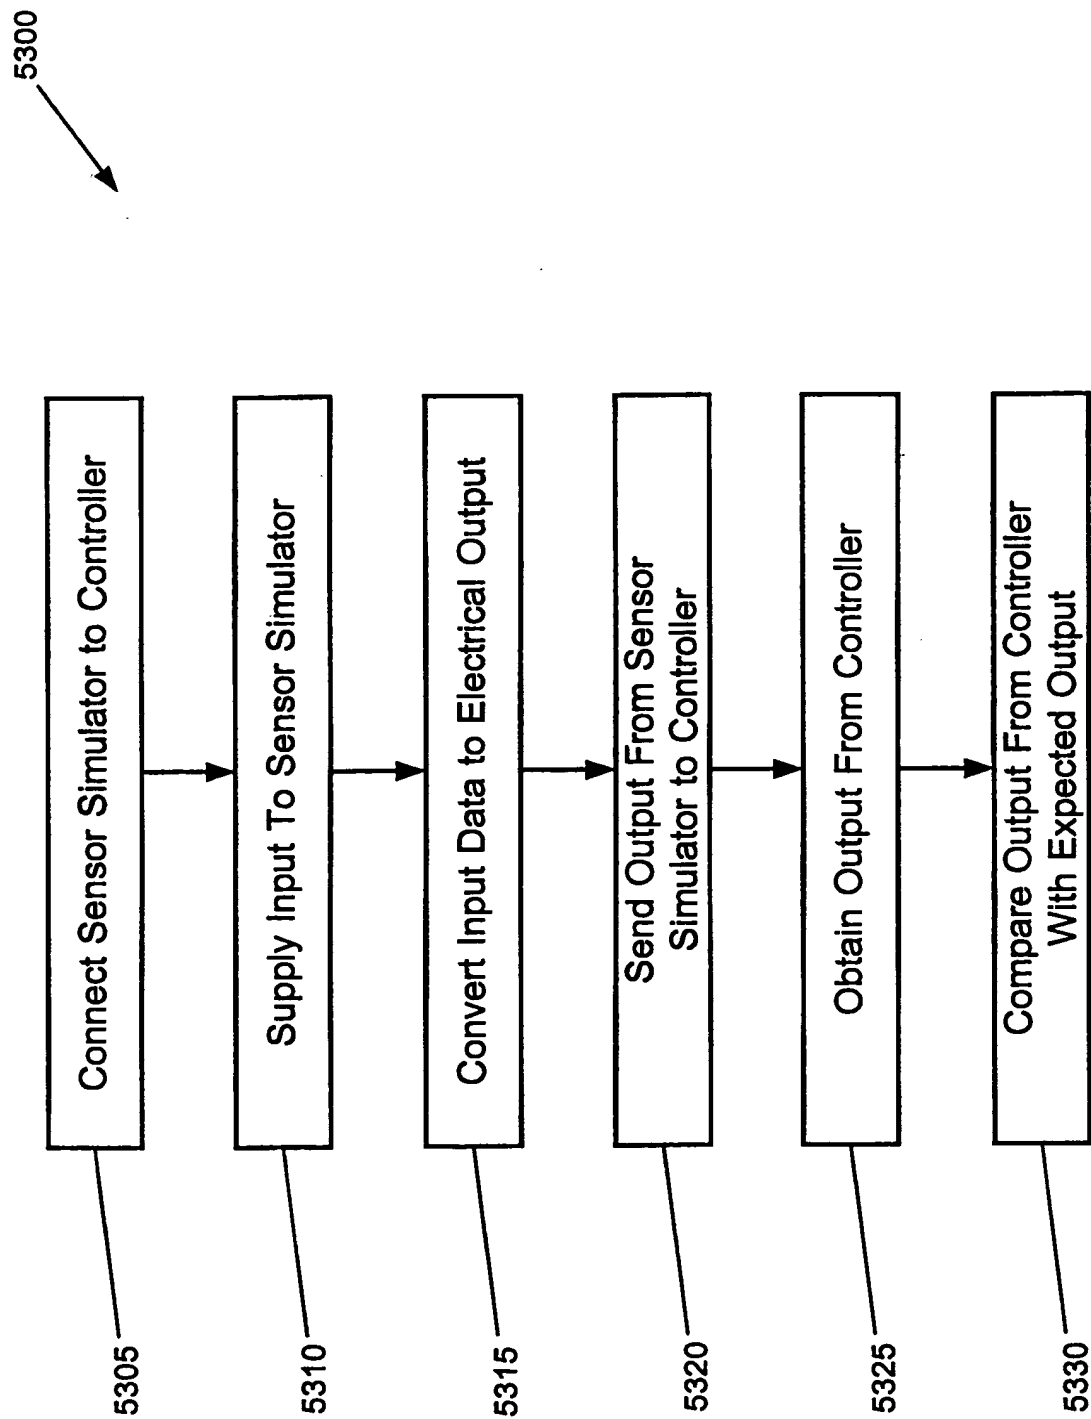 5300
5305
Connect Sensor Simulator to Controller
5310
Supply Input To Sensor Simulator
5315
Convert Input Data to Electrical Output
5320
Send Output From Sensor
Simulator to Controller
5325
Obtain Output From Controller
5330
Compare Output From Controller
With Expected Output